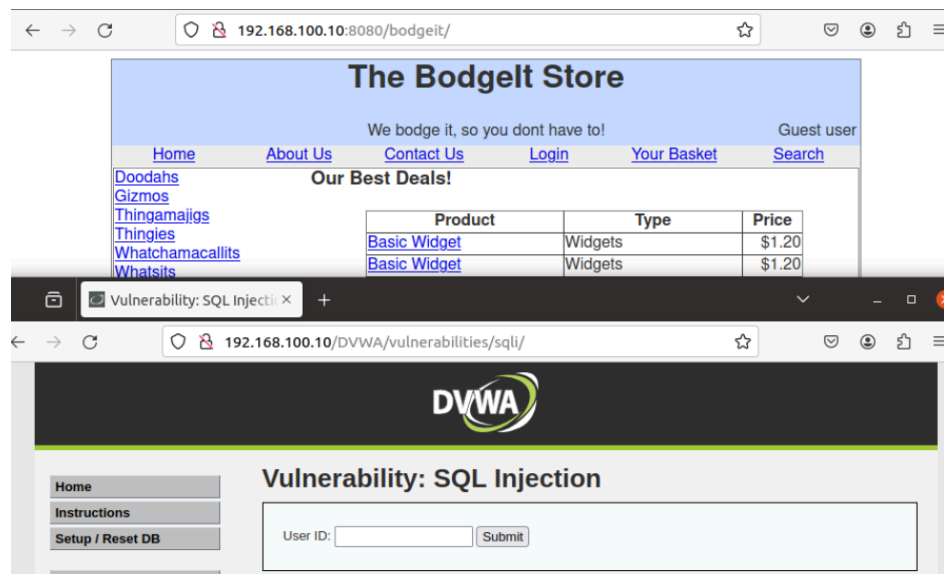 192.168.100.10:8080/bodgeit/
The BodgeIt Store
We bodge it, so you dont have to! Guest user
Home About Us Contact Us Login Your Basket Search
Doodahs
Gizmos
Thingamajigs
Thingies
Whatchamacallits
Whatsits
Our Best Deals!
Product Type Price
Basic Widget Widgets $1.20
Basic Widget Widgets $1.20
Vulnerability: SQL Injectic
192.168.100.10/DVWA/vulnerabilities/sqli/
DVWA
Home
Instructions
Setup / Reset DB
Vulnerability: SQL Injection
User ID: Submit